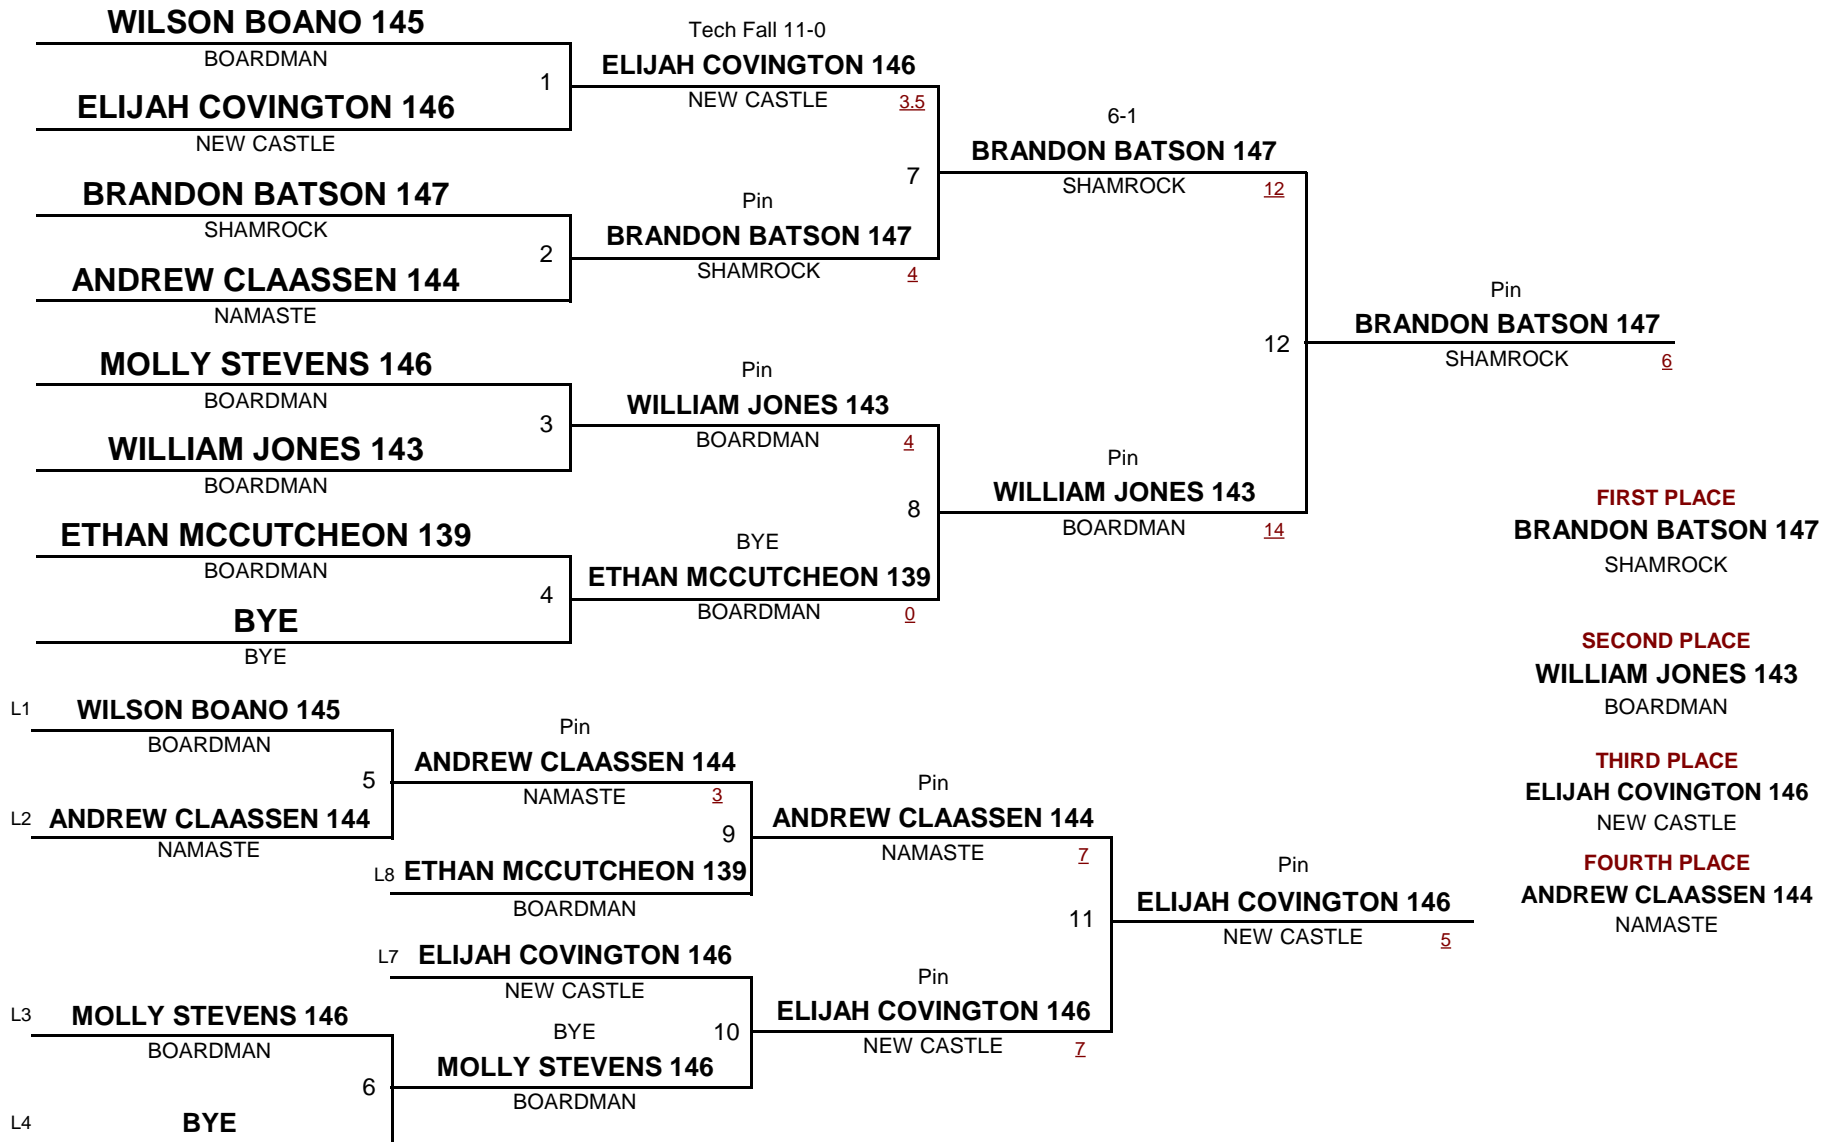 WILSON BOANO 145
BOARDMAN
1
ELIJAH COVINGTON 146
NEW CASTLE
BRANDON BATSON 147
SHAMROCK
2
ANDREW CLAASSEN 144
NAMASTE
MOLLY STEVENS 146
BOARDMAN
3
WILLIAM JONES 143
BOARDMAN
ETHAN MCCUTCHEON 139
BOARDMAN
4
BYE
BYE
Tech Fall 11-0
ELIJAH COVINGTON 146
NEW CASTLE 3.5
7
Pin
BRANDON BATSON 147
SHAMROCK 4
Pin
WILLIAM JONES 143
BOARDMAN 4
8
BYE
ETHAN MCCUTCHEON 139
BOARDMAN 0
6-1
BRANDON BATSON 147
SHAMROCK 12
12
Pin
WILLIAM JONES 143
BOARDMAN 14
Pin
BRANDON BATSON 147
SHAMROCK 6
FIRST PLACE
BRANDON BATSON 147
SHAMROCK
SECOND PLACE
WILLIAM JONES 143
BOARDMAN
THIRD PLACE
ELIJAH COVINGTON 146
NEW CASTLE
FOURTH PLACE
ANDREW CLAASSEN 144
NAMASTE
L1 WILSON BOANO 145
BOARDMAN
5
L2 ANDREW CLAASSEN 144
NAMASTE
L3 MOLLY STEVENS 146
BOARDMAN
6
L4 BYE
Pin
ANDREW CLAASSEN 144
NAMASTE 3
9
L8 ETHAN MCCUTCHEON 139
BOARDMAN
L7 ELIJAH COVINGTON 146
NEW CASTLE
BYE 10
MOLLY STEVENS 146
BOARDMAN
Pin
ANDREW CLAASSEN 144
NAMASTE 7
11
Pin
ELIJAH COVINGTON 146
NEW CASTLE 7
Pin
ELIJAH COVINGTON 146
NEW CASTLE 5